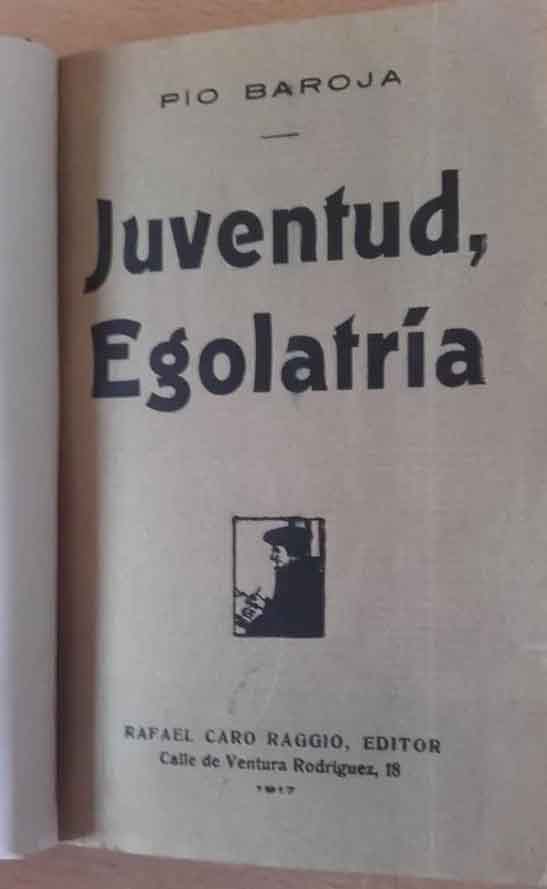 PIO BAROJA
Juventud,
Egolatría
RAFAEL CARO RAGGIO, EDITOR
Calle de Ventura Rodríguez, 18
1917